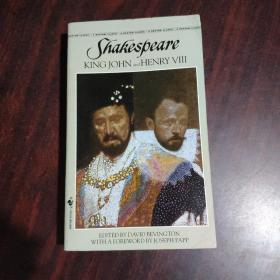 Shakespeare
KING JOHN and HENRY VIII
EDITED BY DAVID BEVINGTON
WITH A FOREWORD BY JOSEPH PAPP